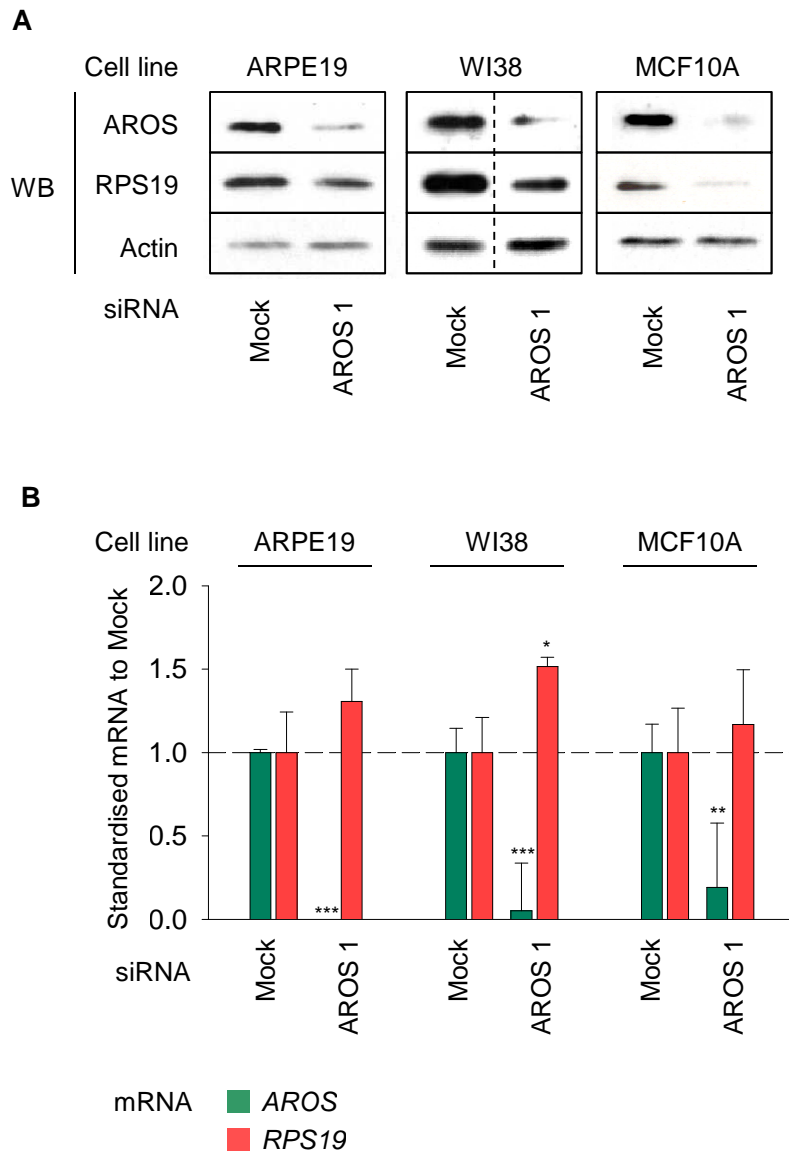 A
Cell line ARPE19 WI38 MCF10A
WB
AROS
RPS19
Actin
siRNA Mock AROS 1 Mock AROS 1 Mock AROS 1
B
Cell line ARPE19 WI38 MCF10A
Standardised mRNA to Mock
2.0
1.5
1.0
0.5
0.0
*
***
***
**
siRNA Mock AROS 1 Mock AROS 1 Mock AROS 1
mRNA AROS
RPS19